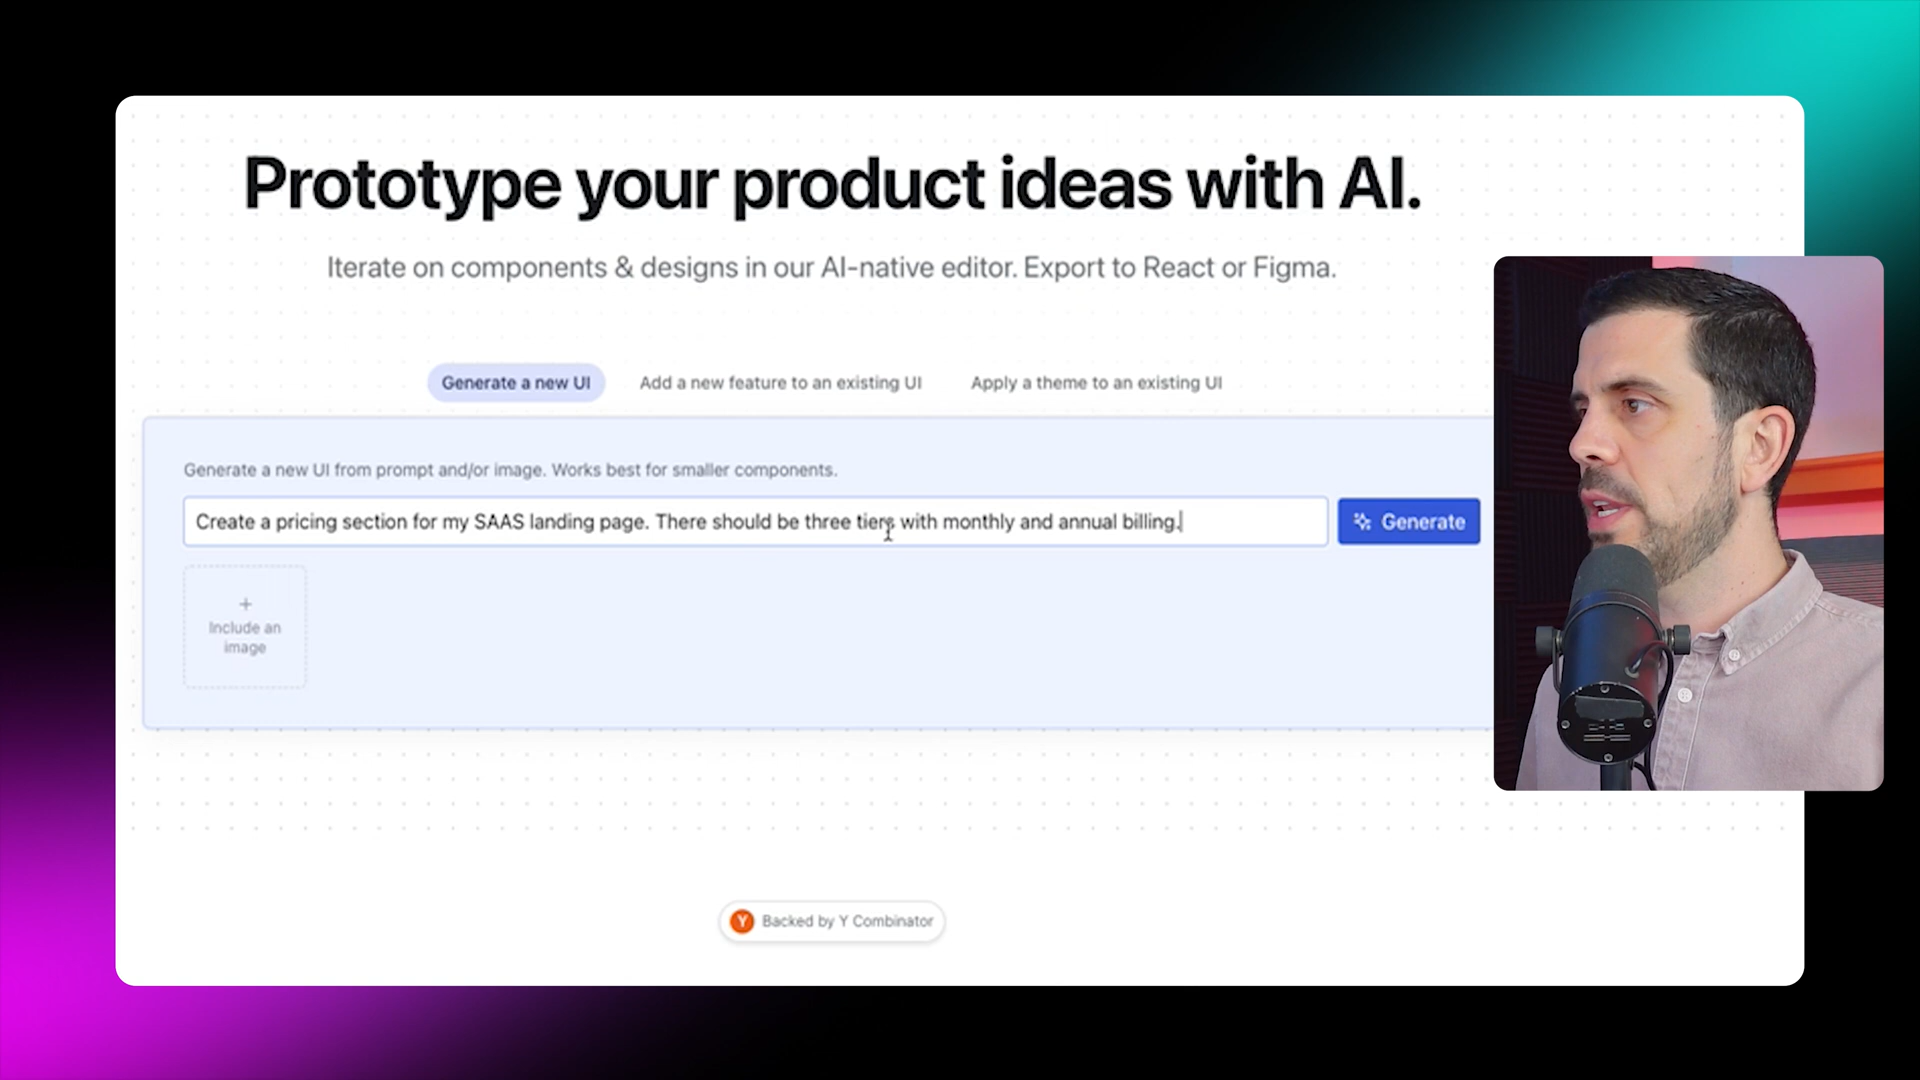 Prototype your product ideas with AI.
Iterate on components & designs in our AI-native editor. Export to React or Figma.
Generate a new UI
Add a new feature to an existing UI
Apply a theme to an existing UI
Generate a new UI from prompt and/or image. Works best for smaller components.
Create a pricing section for my SAAS landing page. There should be three tiers with monthly and annual billing.
Generate
+
Include an
image
Y Backed by Y Combinator